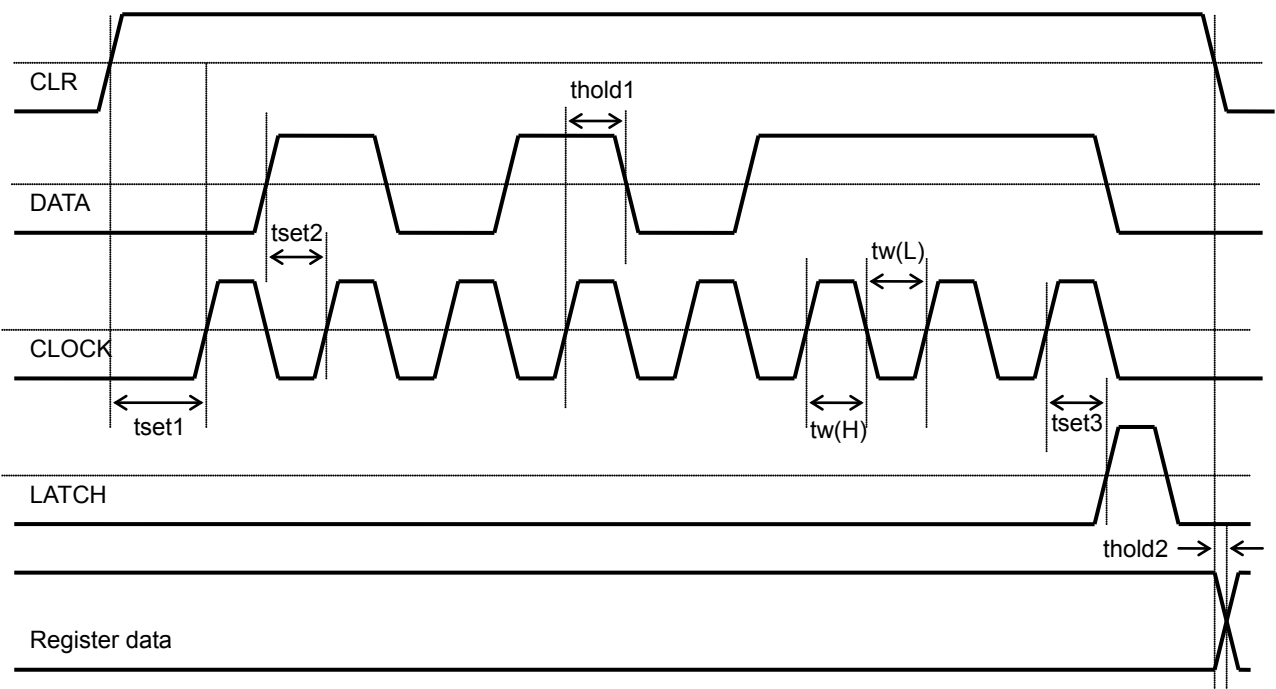 CLR
thold1
DATA
tset2
tw(L)
CLOCK
tset1
tw(H)
tset3
LATCH
thold2
Register data